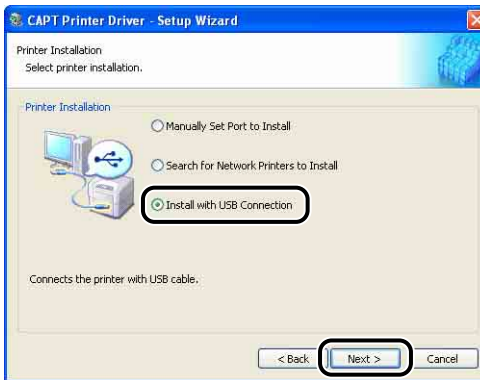 CAPT Printer Driver - Setup Wizard
Printer Installation
Select printer installation.
Printer Installation
Manually Set Port to Install
Search for Network Printers to Install
Install with USB Connection
Connects the printer with USB cable.
< Back
Next >
Cancel